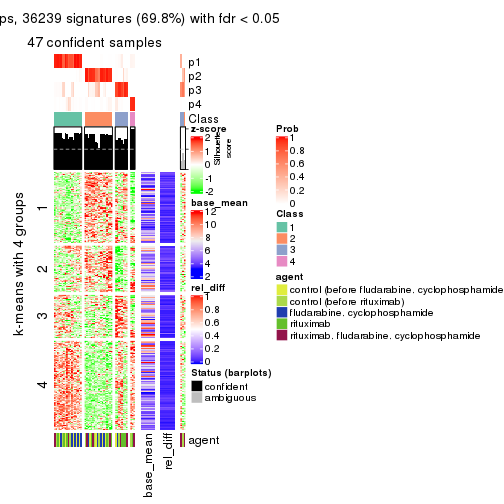 ps, 36239 signatures (69.8%) with fdr < 0.05
47 confident samples
p1
p2
p3
p4
Class
z-score
2
1
0
-1
-2
Silhouette
score
base_mean
12
10
8
6
4
2
rel_diff
1
0.8
0.6
0.4
0.2
0
Status (barplots)
confident
ambiguous
Prob
1
0.8
0.6
0.4
0.2
0
Class
1
2
3
4
agent
control (before fludarabine, cyclophosphamide
control (before rituximab)
fludarabine, cyclophosphamide
rituximab
rituximab, fludarabine, cyclophosphamide
k-means with 4 groups
1
2
3
4
agent
base_mean
rel_diff